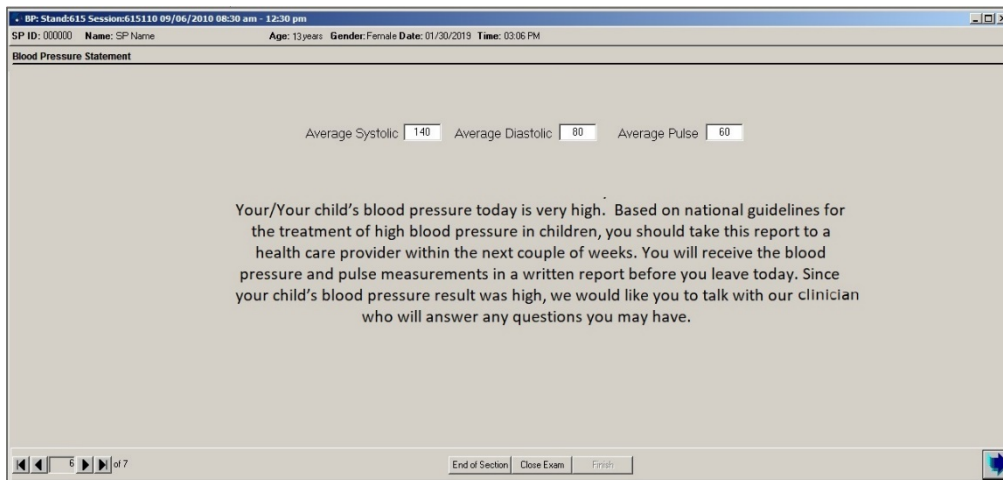 BP: Stand:615 Session:615110 09/06/2010 08:30 am - 12:30 pm
SP ID: 000000 Name: SP Name Age: 13 years Gender: Female Date: 01/30/2019 Time: 03:06 PM
Blood Pressure Statement
Average Systolic 140 Average Diastolic 80 Average Pulse 60
Your/Your child's blood pressure today is very high. Based on national guidelines for
the treatment of high blood pressure in children, you should take this report to a
health care provider within the next couple of weeks. You will receive the blood
pressure and pulse measurements in a written report before you leave today. Since
your child's blood pressure result was high, we would like you to talk with our clinician
who will answer any questions you may have.
6 of 7 End of Section Close Exam Finish